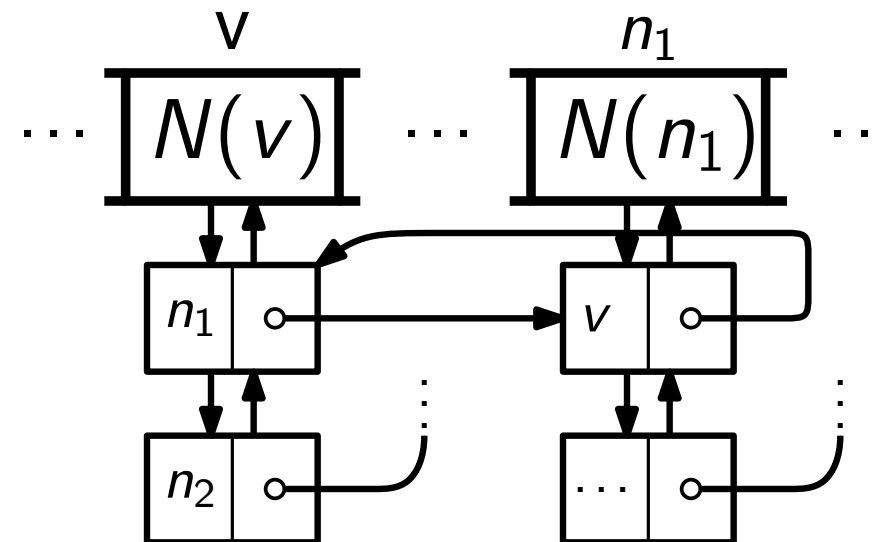 v n₁
⋯ N(v) ⋯ N(n₁) ⋯
n₁ v
n₂ ⋯